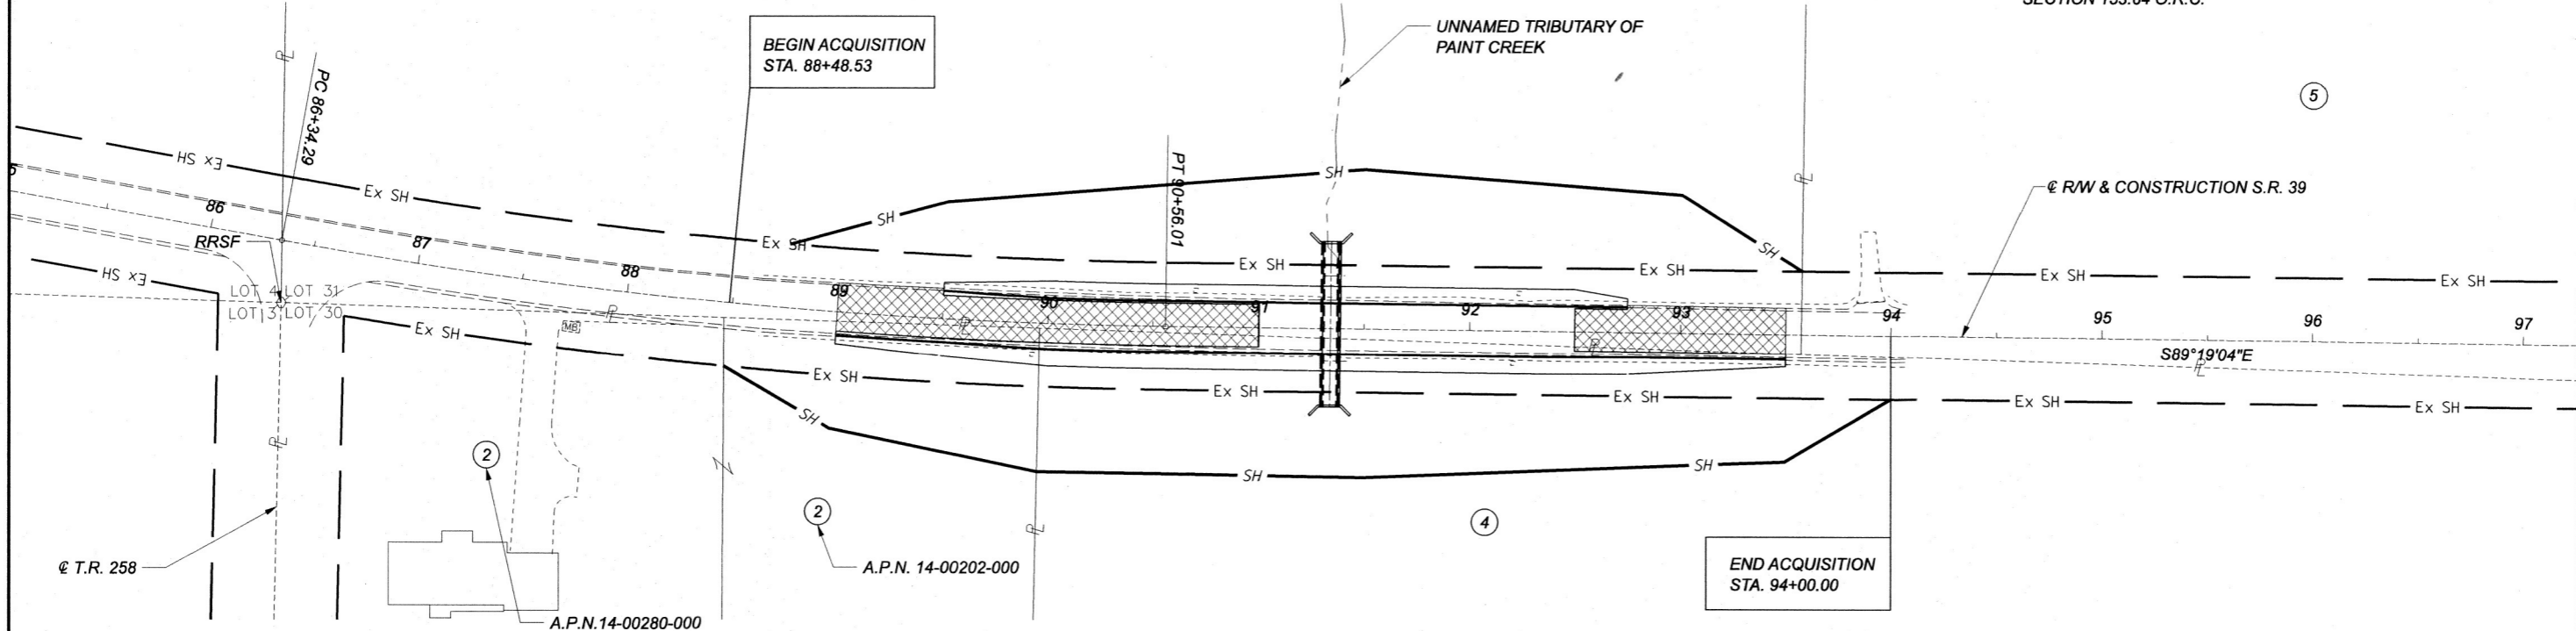 SECTION 153.64 O.R.C.
UNNAMED TRIBUTARY OF
PAINT CREEK
BEGIN ACQUISITION
STA. 88+48.53
PC 86+34.29
5
Ex SH
Ex SH
86
RRSF
87
88
PT 90+56.01
SH
SH
SH
Ex SH
Ex SH
Ex SH
Ex SH
Ex SH
℄ R/W & CONSTRUCTION S.R. 39
Ex SH
LOT 4 LOT 31
LOT 3 LOT 30
89
90
91
92
93
94
95
96
97
MB
S89°19'04"E
Ex SH
Ex SH
Ex SH
Ex SH
Ex SH
Ex SH
SH
SH
SH
2
2
4
℄ T.R. 258
A.P.N. 14-00202-000
END ACQUISITION
STA. 94+00.00
A.P.N.14-00280-000